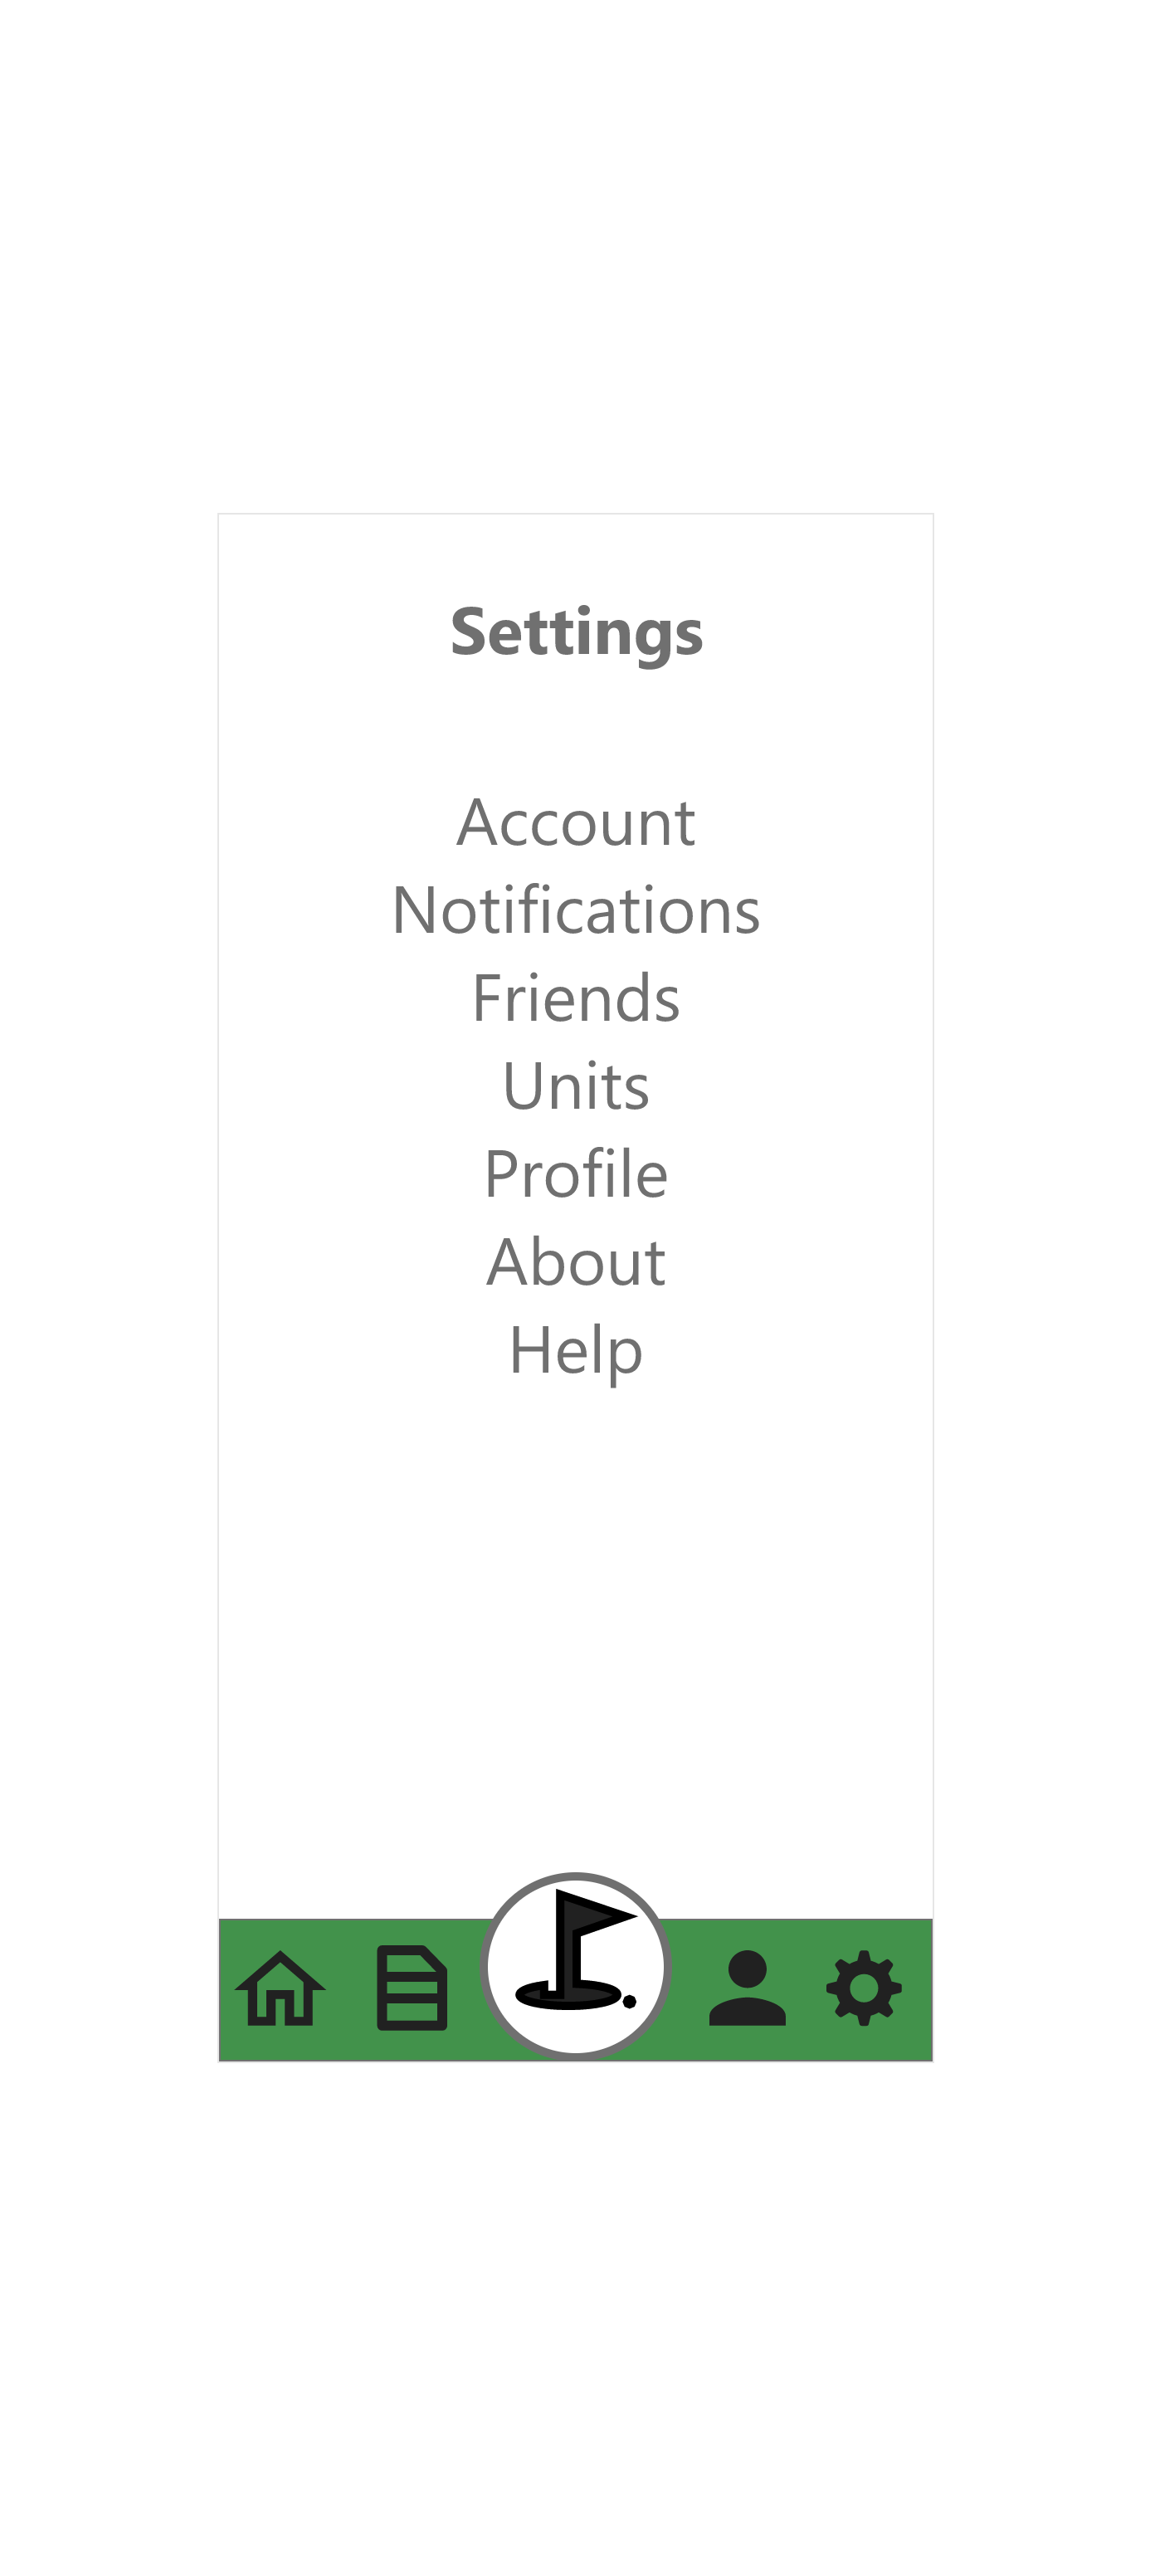 Settings
Account
Notifications
Friends
Units
Profile
About
Help